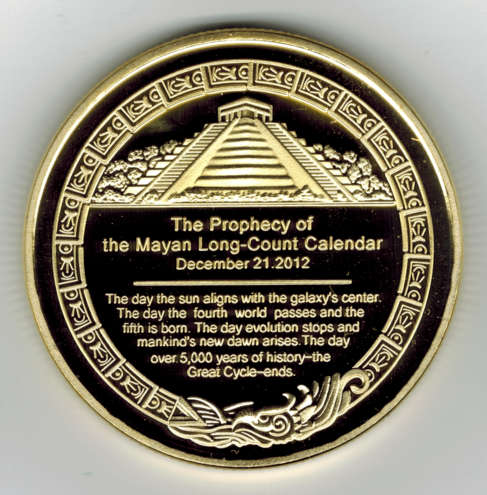 The Prophecy of
the Mayan Long-Count Calendar
December 21.2012
The day the sun aligns with the galaxy's center.
The day the fourth world passes and the
fifth is born. The day evolution stops and
mankind's new dawn arises.The day
over 5,000 years of history-the
Great Cycle-ends.